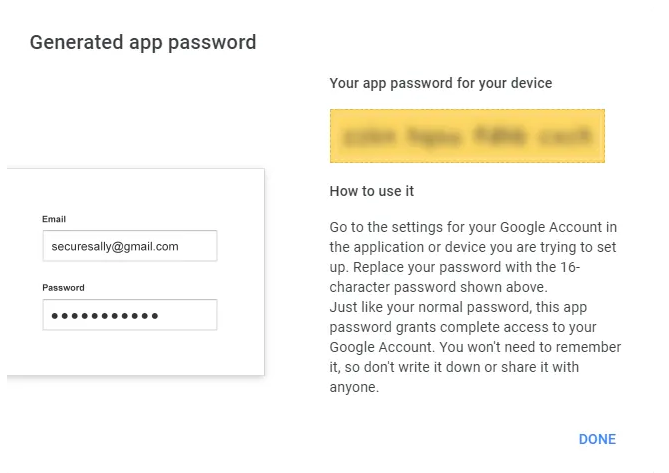 Generated app password
Your app password for your device
How to use it
Go to the settings for your Google Account in
the application or device you are trying to set
up. Replace your password with the 16-
character password shown above.
Just like your normal password, this app
password grants complete access to your
Google Account. You won't need to remember
it, so don't write it down or share it with
anyone.
Email
securesally@gmail.com
Password
●●●●●●●●●●●
DONE